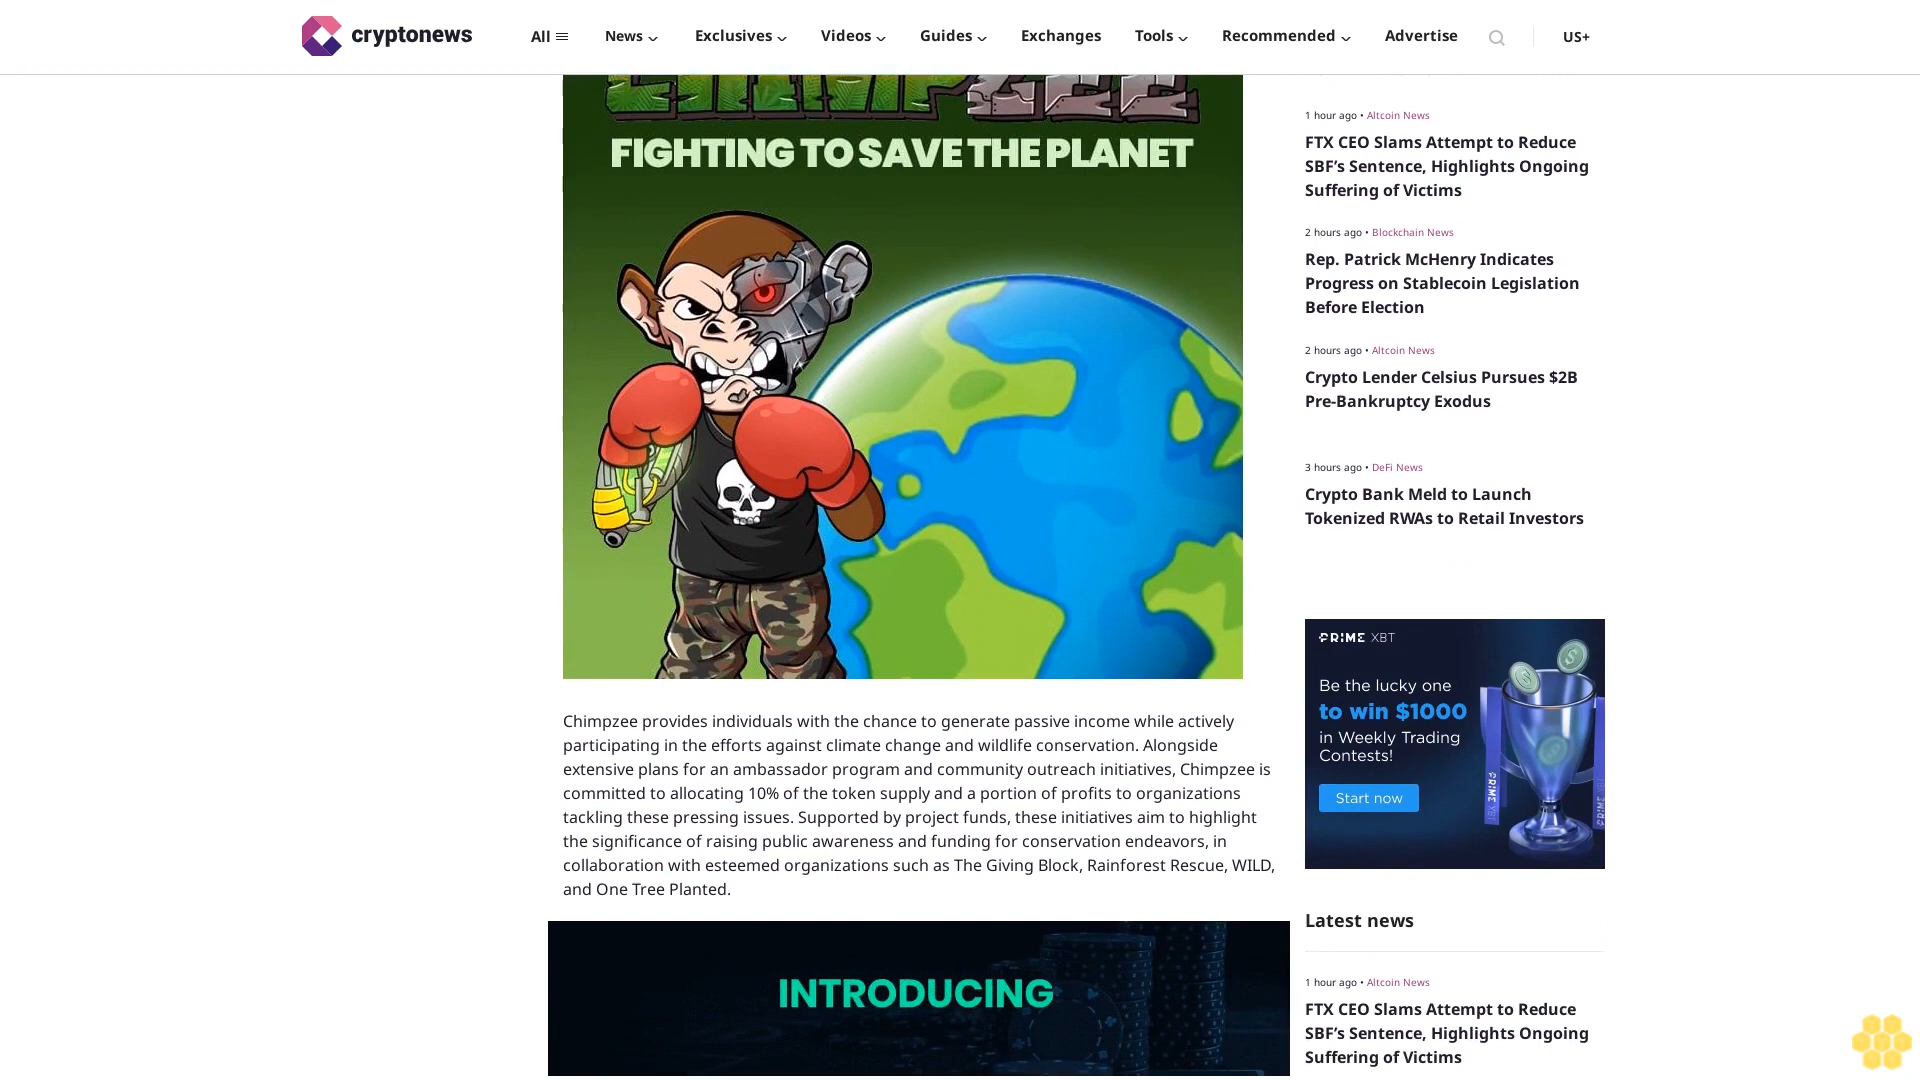 cryptonews
All
News
Exclusives
Videos
Guides
Exchanges
Tools
Recommended
Advertise
US+
CHIMPZEE
FIGHTING TO SAVE THE PLANET
Chimpzee provides individuals with the chance to generate passive income while actively
participating in the efforts against climate change and wildlife conservation. Alongside
extensive plans for an ambassador program and community outreach initiatives, Chimpzee is
committed to allocating 10% of the token supply and a portion of profits to organizations
tackling these pressing issues. Supported by project funds, these initiatives aim to highlight
the significance of raising public awareness and funding for conservation endeavors, in
collaboration with esteemed organizations such as The Giving Block, Rainforest Rescue, WILD,
and One Tree Planted.
INTRODUCING
1 hour ago • Altcoin News
FTX CEO Slams Attempt to Reduce
SBF’s Sentence, Highlights Ongoing
Suffering of Victims
2 hours ago • Blockchain News
Rep. Patrick McHenry Indicates
Progress on Stablecoin Legislation
Before Election
2 hours ago • Altcoin News
Crypto Lender Celsius Pursues $2B
Pre-Bankruptcy Exodus
3 hours ago • DeFi News
Crypto Bank Meld to Launch
Tokenized RWAs to Retail Investors
PRIME XBT
Be the lucky one
to win $1000
in Weekly Trading
Contests!
Start now
PRIME XBT
PRIME XBT
Latest news
1 hour ago • Altcoin News
FTX CEO Slams Attempt to Reduce
SBF’s Sentence, Highlights Ongoing
Suffering of Victims